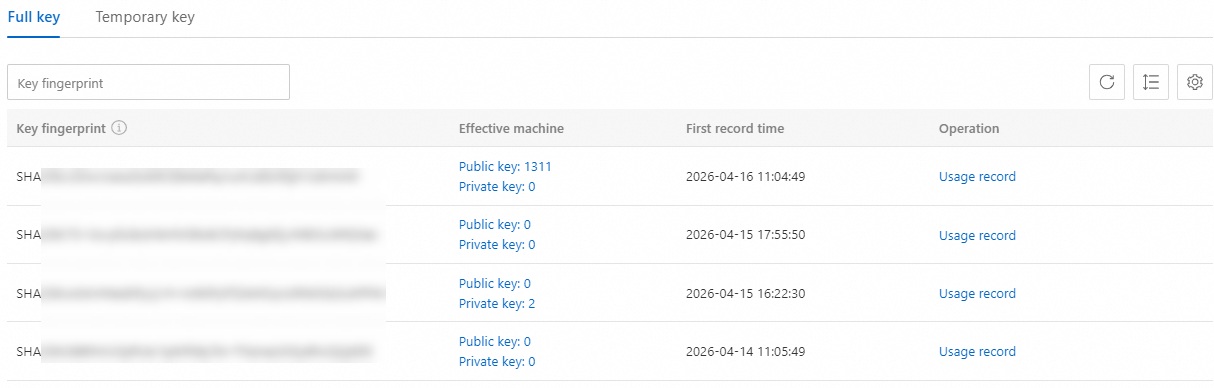 Full key Temporary key
Key fingerprint
Key fingerprint Effective machine First record time Operation
SHA Public key: 1311 2026-04-16 11:04:49 Usage record
Private key: 0
SHA Public key: 0 2026-04-15 17:55:50 Usage record
Private key: 0
SHA Public key: 0 2026-04-15 16:22:30 Usage record
Private key: 2
SHA Public key: 0 2026-04-14 11:05:49 Usage record
Private key: 0